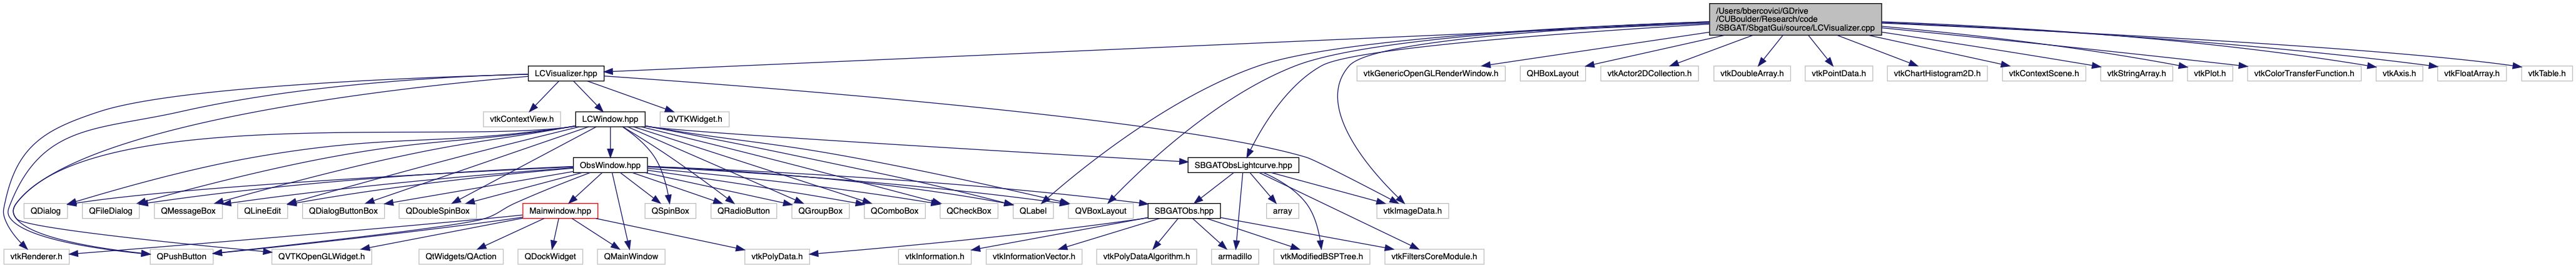 /Users/bbercovici/GDrive
/CUBoulder/Research/code
/SBGAT/SbgatGui/source/LCVisualizer.cpp
LCVisualizer.hpp
vtkGenericOpenGLRenderWindow.h
QHBoxLayout
vtkActor2DCollection.h
vtkDoubleArray.h
vtkPointData.h
vtkChartHistogram2D.h
vtkContextScene.h
vtkStringArray.h
vtkPlot.h
vtkColorTransferFunction.h
vtkAxis.h
vtkFloatArray.h
vtkTable.h
vtkContextView.h
LCWindow.hpp
QVTKWidget.h
ObsWindow.hpp
SBGATObsLightcurve.hpp
QDialog
QFileDialog
QMessageBox
QLineEdit
QDialogButtonBox
QDoubleSpinBox
Mainwindow.hpp
QSpinBox
QRadioButton
QGroupBox
QComboBox
QCheckBox
QLabel
QVBoxLayout
SBGATObs.hpp
array
vtkImageData.h
vtkRenderer.h
QPushButton
QVTKOpenGLWidget.h
QtWidgets/QAction
QDockWidget
QMainWindow
vtkPolyData.h
vtkInformation.h
vtkInformationVector.h
vtkPolyDataAlgorithm.h
armadillo
vtkModifiedBSPTree.h
vtkFiltersCoreModule.h